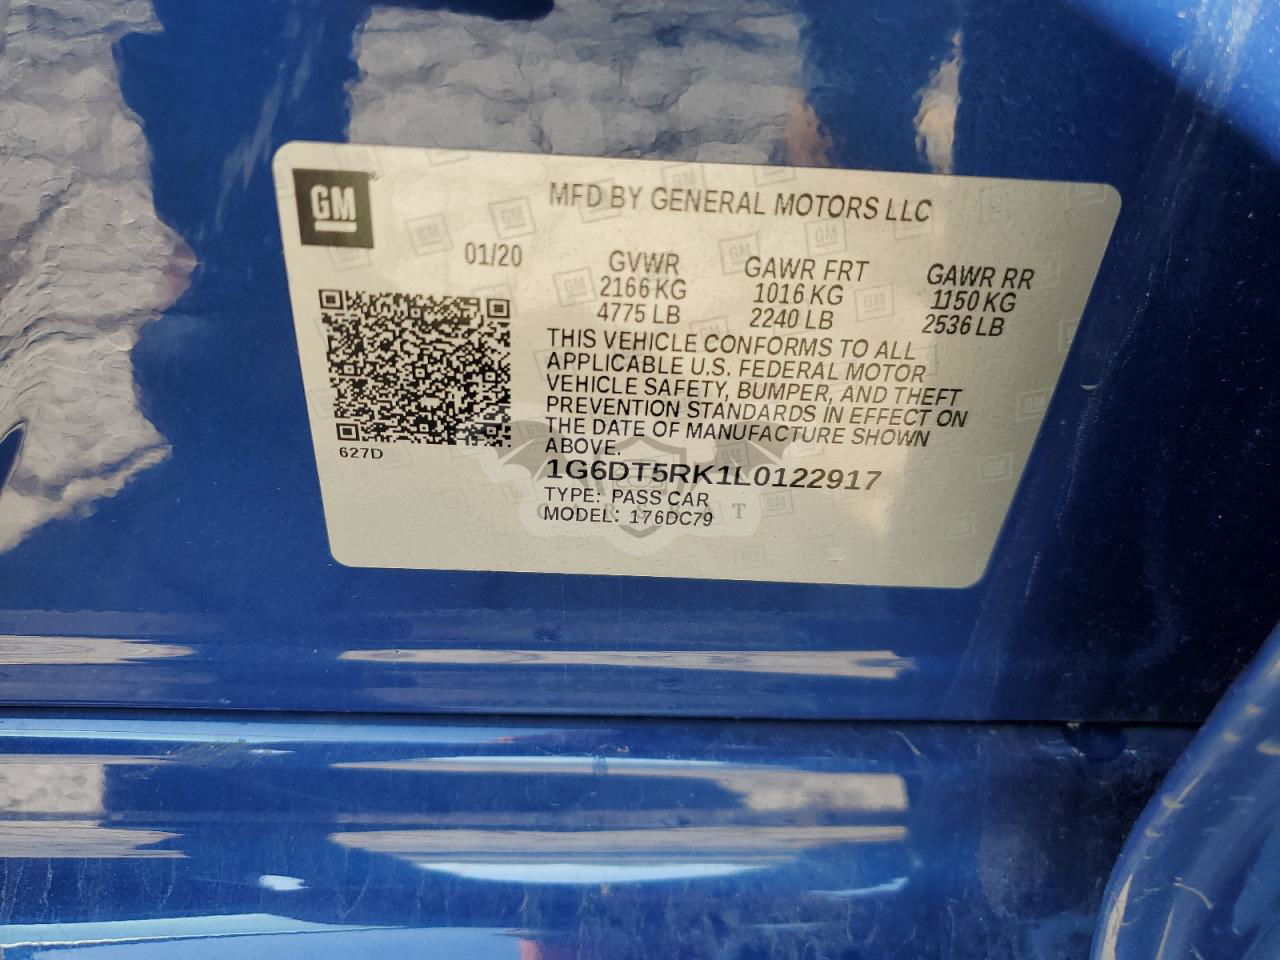 GM
MFD BY GENERAL MOTORS LLC
01/20
GVWR
2166 KG
4775 LB
GAWR FRT
1016 KG
2240 LB
GAWR RR
1150 KG
2536 LB
THIS VEHICLE CONFORMS TO ALL
APPLICABLE U.S. FEDERAL MOTOR
VEHICLE SAFETY, BUMPER, AND THEFT
PREVENTION STANDARDS IN EFFECT ON
THE DATE OF MANUFACTURE SHOWN
ABOVE.
1G6DT5RK1L0122917
TYPE: PASS CAR
MODEL: 176DC79
627D